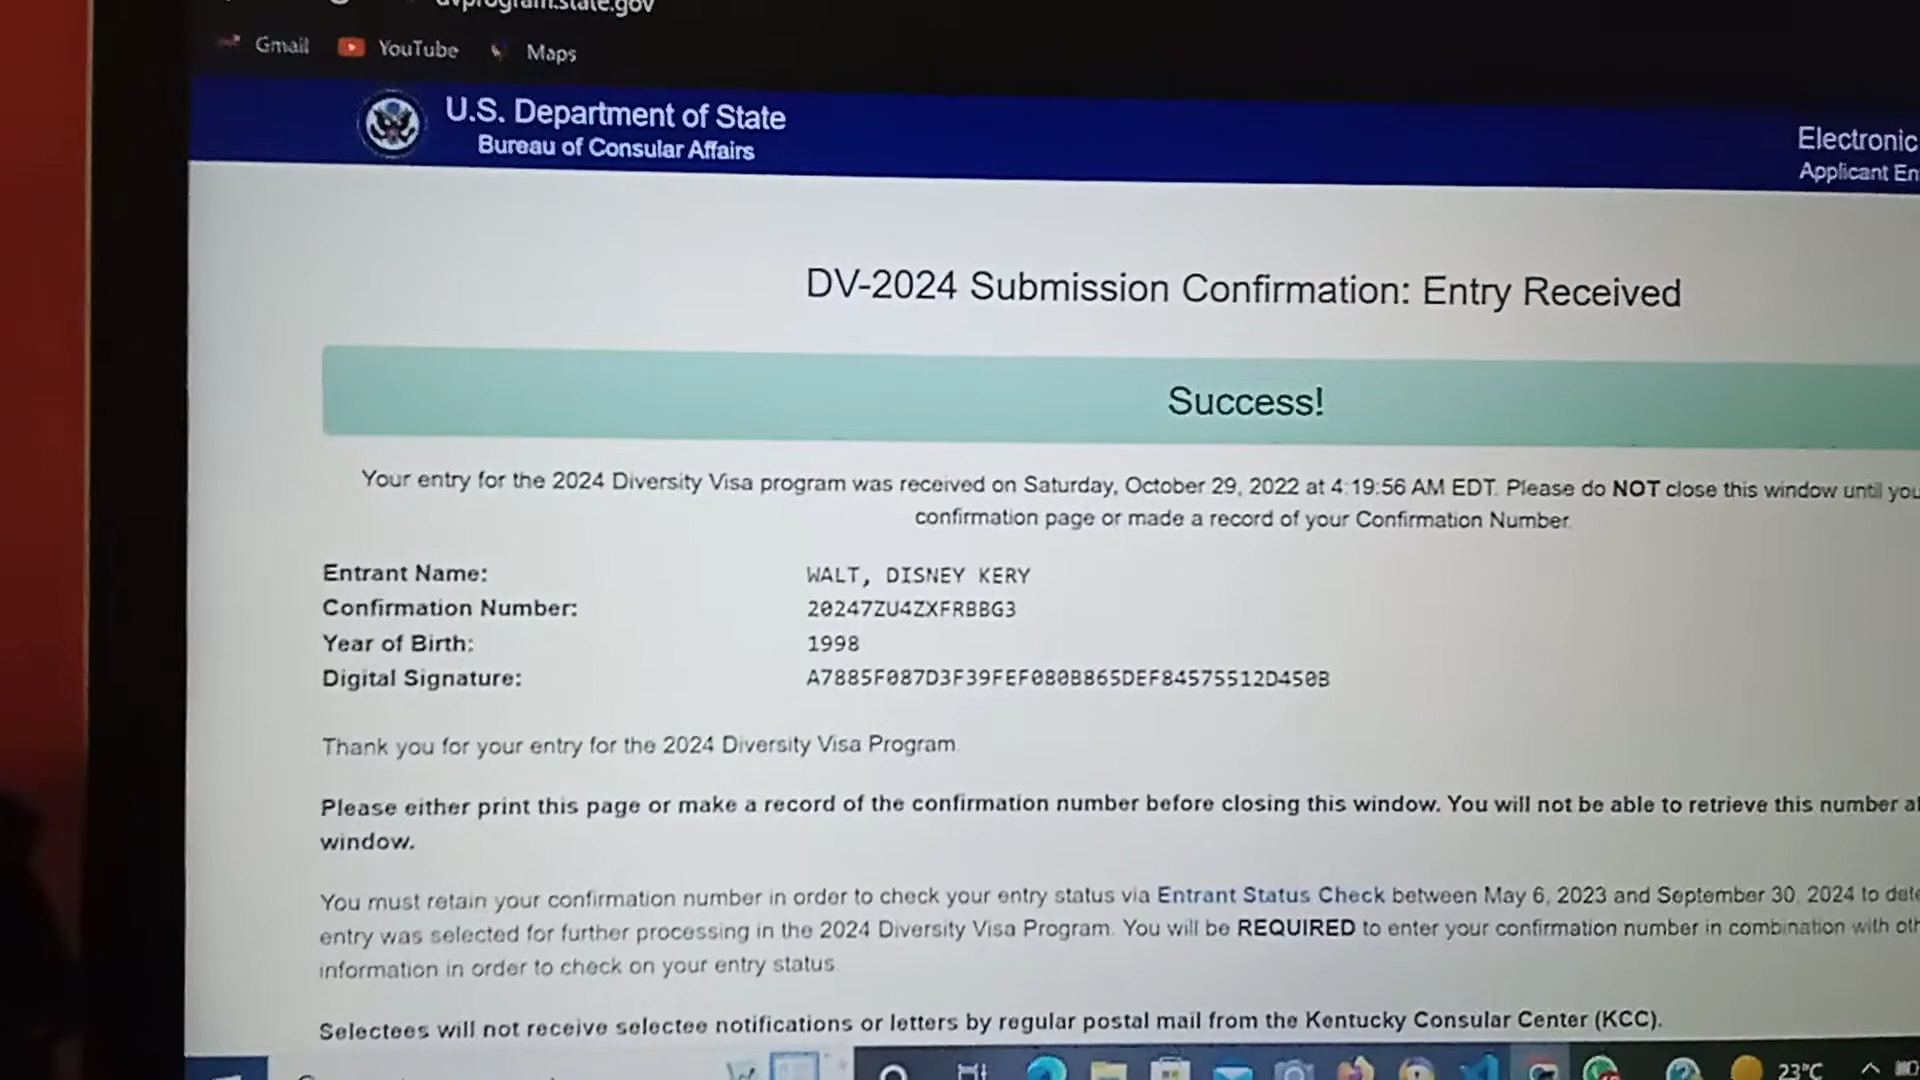 dvprogram.state.gov
Gmail YouTube Maps
U.S. Department of State
Bureau of Consular Affairs
Electronic
Applicant En
DV-2024 Submission Confirmation: Entry Received
Success!
Your entry for the 2024 Diversity Visa program was received on Saturday, October 29, 2022 at 4:19:56 AM EDT. Please do NOT close this window until you
confirmation page or made a record of your Confirmation Number.
Entrant Name: WALT, DISNEY KERY
Confirmation Number: 20247ZU4ZXFRBBG3
Year of Birth: 1998
Digital Signature: A7885F087D3F39FEF080B865DEF84575512D450B
Thank you for your entry for the 2024 Diversity Visa Program.
Please either print this page or make a record of the confirmation number before closing this window. You will not be able to retrieve this number
window.
You must retain your confirmation number in order to check your entry status via Entrant Status Check between May 6, 2023 and September 30, 2024 to
entry was selected for further processing in the 2024 Diversity Visa Program. You will be REQUIRED to enter your confirmation number in combination with
information in order to check on your entry status.
Selectees will not receive selectee notifications or letters by regular postal mail from the Kentucky Consular Center (KCC).
23°C